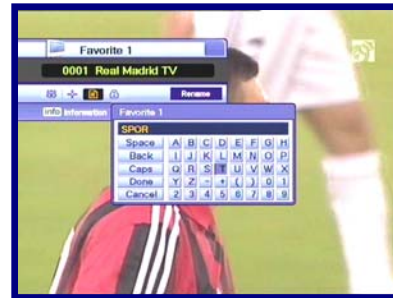 Favorite 1
0001 Real Madrid TV
Rename
info Information
Favorite 1
SPOR
Space A B C D E F G H
Back I J K L M N O P
Caps Q R S T U V W X
Done Y Z - + ( ) 0 1
Cancel 2 3 4 5 6 7 8 9